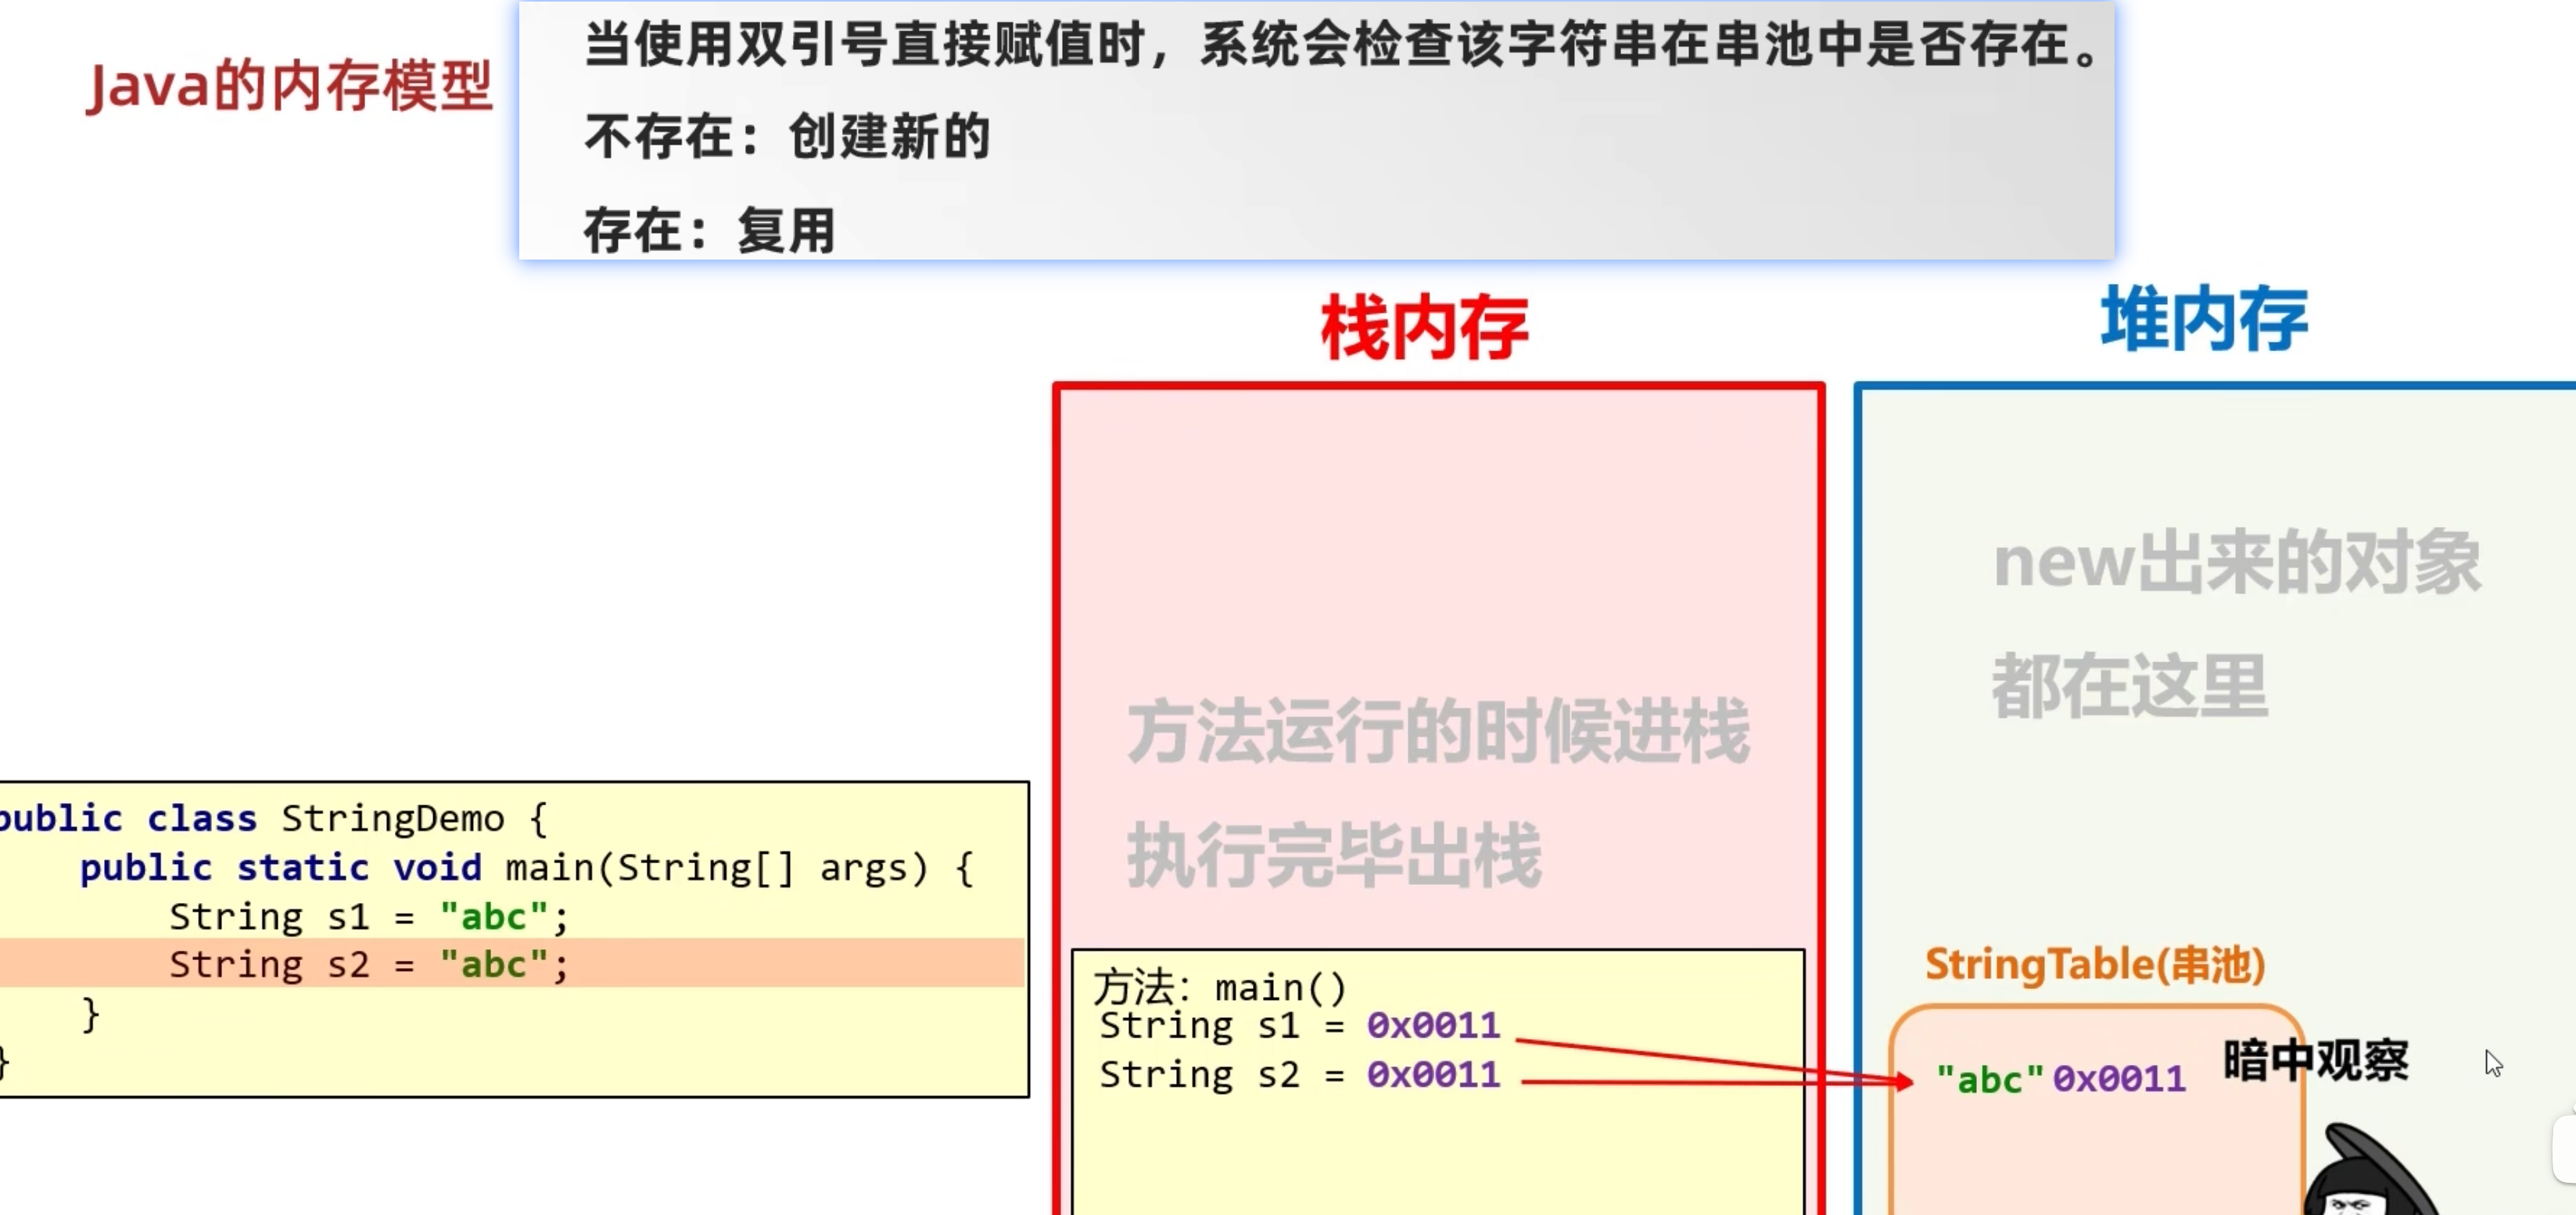 Java的内存模型
当使用双引号直接赋值时，系统会检查该字符串在串池中是否存在。
不存在：创建新的
存在：复用
栈内存
堆内存
new出来的对象
都在这里
方法运行的时候进栈
执行完毕出栈
public class StringDemo {
public static void main(String[] args) {
String s1 = "abc";
String s2 = "abc";
}
}
方法：main()
String s1 = 0x0011
String s2 = 0x0011
StringTable(串池)
"abc" 0x0011
暗中观察